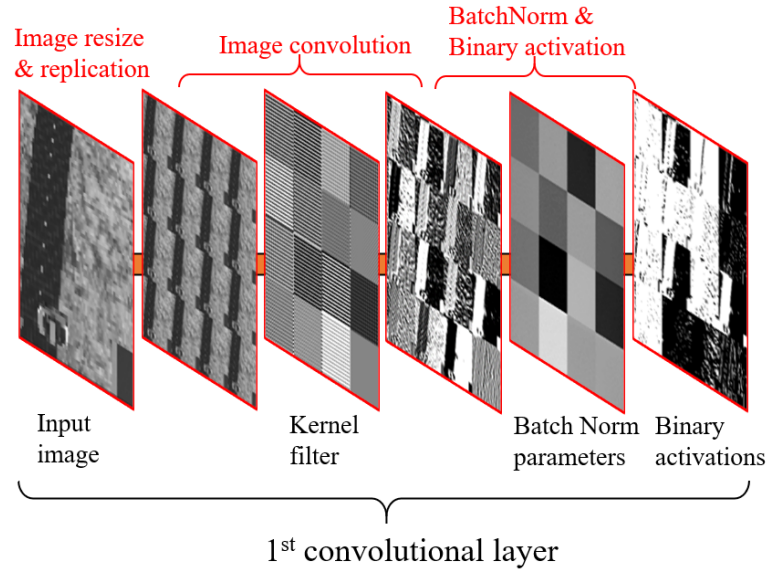 Image resize
& replication
Image convolution
BatchNorm &
Binary activation
Input
image
Kernel
filter
Batch Norm
parameters
Binary
activations
1st convolutional layer